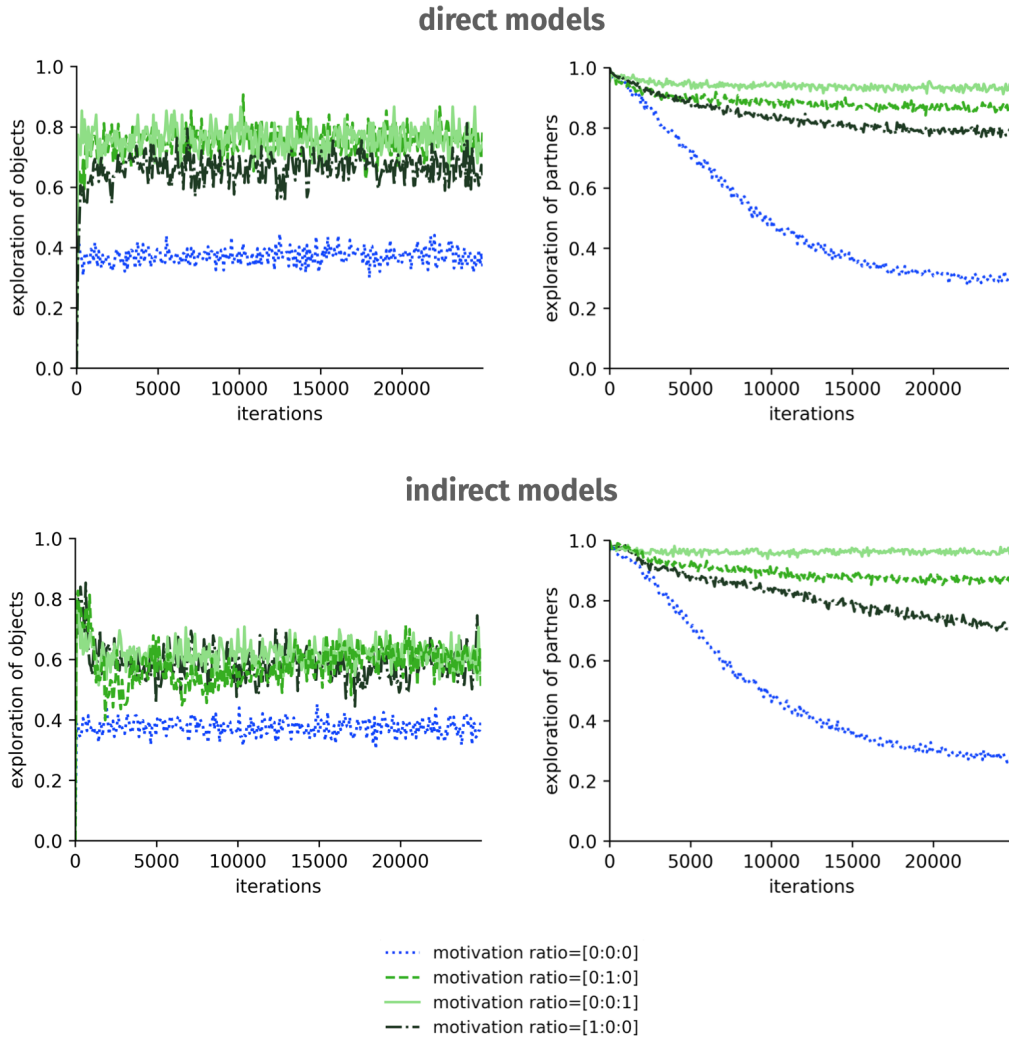 direct models
1.0
0.8
0.6
0.4
0.2
0.0
exploration of objects
0 5000 10000 15000 20000
iterations
1.0
0.8
0.6
0.4
0.2
0.0
exploration of partners
0 5000 10000 15000 20000
iterations
indirect models
1.0
0.8
0.6
0.4
0.2
0.0
exploration of objects
0 5000 10000 15000 20000
iterations
1.0
0.8
0.6
0.4
0.2
0.0
exploration of partners
0 5000 10000 15000 20000
iterations
motivation ratio=[0:0:0]
motivation ratio=[0:1:0]
motivation ratio=[0:0:1]
motivation ratio=[1:0:0]